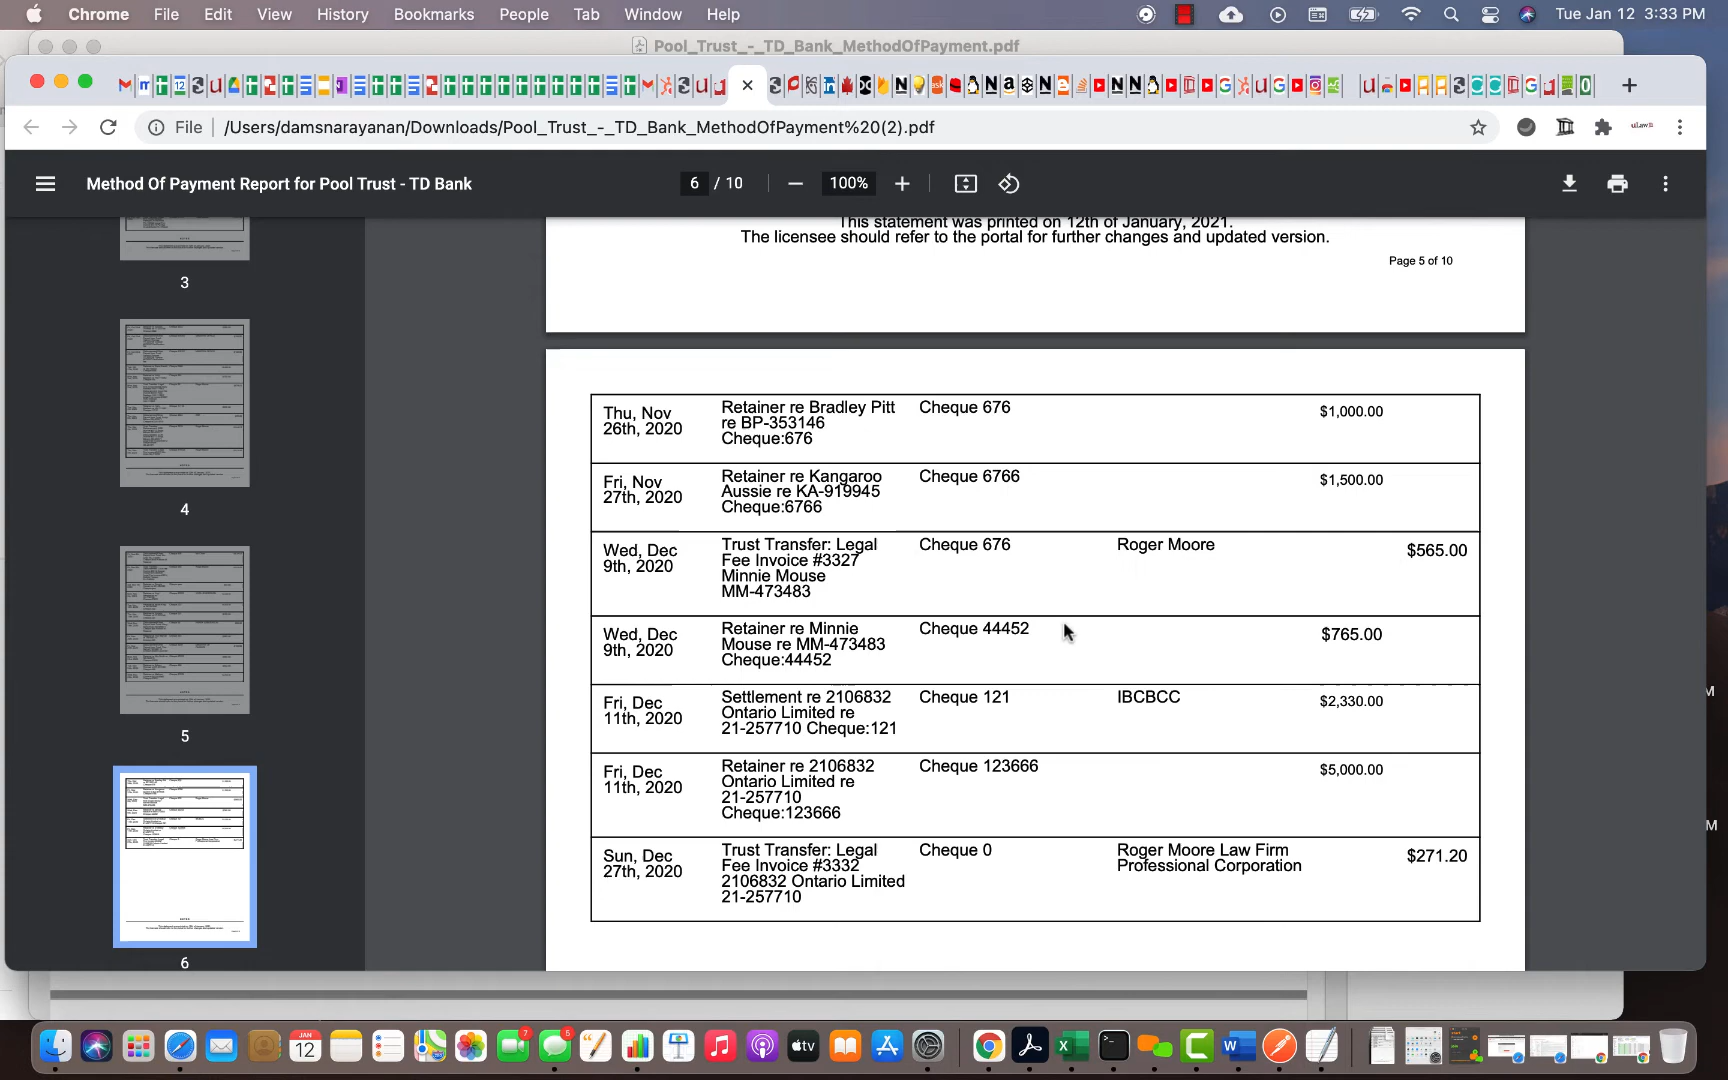 Chrome File Edit View History Bookmarks People Tab Window Help Tue Jan 12 3:33 PM
Pool_Trust_-_TD_Bank_MethodOfPayment.pdf
File /Users/damsnarayanan/Downloads/Pool_Trust_-_TD_Bank_MethodOfPayment%20(2).pdf
Method Of Payment Report for Pool Trust - TD Bank 6 / 10 100%
This statement was printed on 12th of January, 2021.
The licensee should refer to the portal for further changes and updated version.
Page 5 of 10
3
4
5
6
Thu, Nov
26th, 2020
Retainer re Bradley Pitt
re BP-353146
Cheque:676
Cheque 676
$1,000.00
Fri, Nov
27th, 2020
Retainer re Kangaroo
Aussie re KA-919945
Cheque:6766
Cheque 6766
$1,500.00
Wed, Dec
9th, 2020
Trust Transfer: Legal
Fee Invoice #3327
Minnie Mouse
MM-473483
Cheque 676
Roger Moore
$565.00
Wed, Dec
9th, 2020
Retainer re Minnie
Mouse re MM-473483
Cheque:44452
Cheque 44452
$765.00
Fri, Dec
11th, 2020
Settlement re 2106832
Ontario Limited re
21-257710 Cheque:121
Cheque 121
IBCBCC
$2,330.00
Fri, Dec
11th, 2020
Retainer re 2106832
Ontario Limited re
21-257710
Cheque:123666
Cheque 123666
$5,000.00
Sun, Dec
27th, 2020
Trust Transfer: Legal
Fee Invoice #3332
2106832 Ontario Limited
21-257710
Cheque 0
Roger Moore Law Firm
Professional Corporation
$271.20
JAN
12
7
5
tv